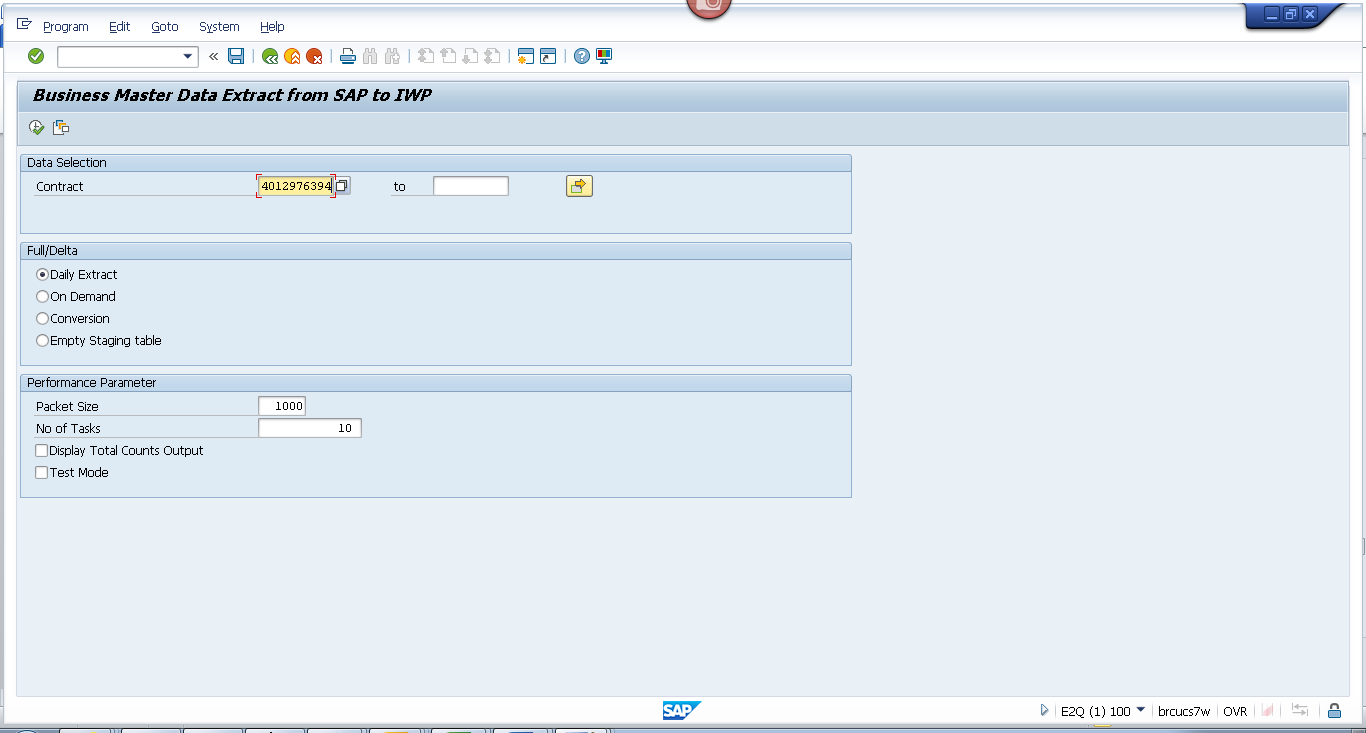 Program Edit Goto System Help
Business Master Data Extract from SAP to IWP
Data Selection
Contract 4012976394 to
Full/Delta
Daily Extract
On Demand
Conversion
Empty Staging table
Performance Parameter
Packet Size 1000
No of Tasks 10
Display Total Counts Output
Test Mode
SAP E2Q (1) 100 brcucs7w OVR